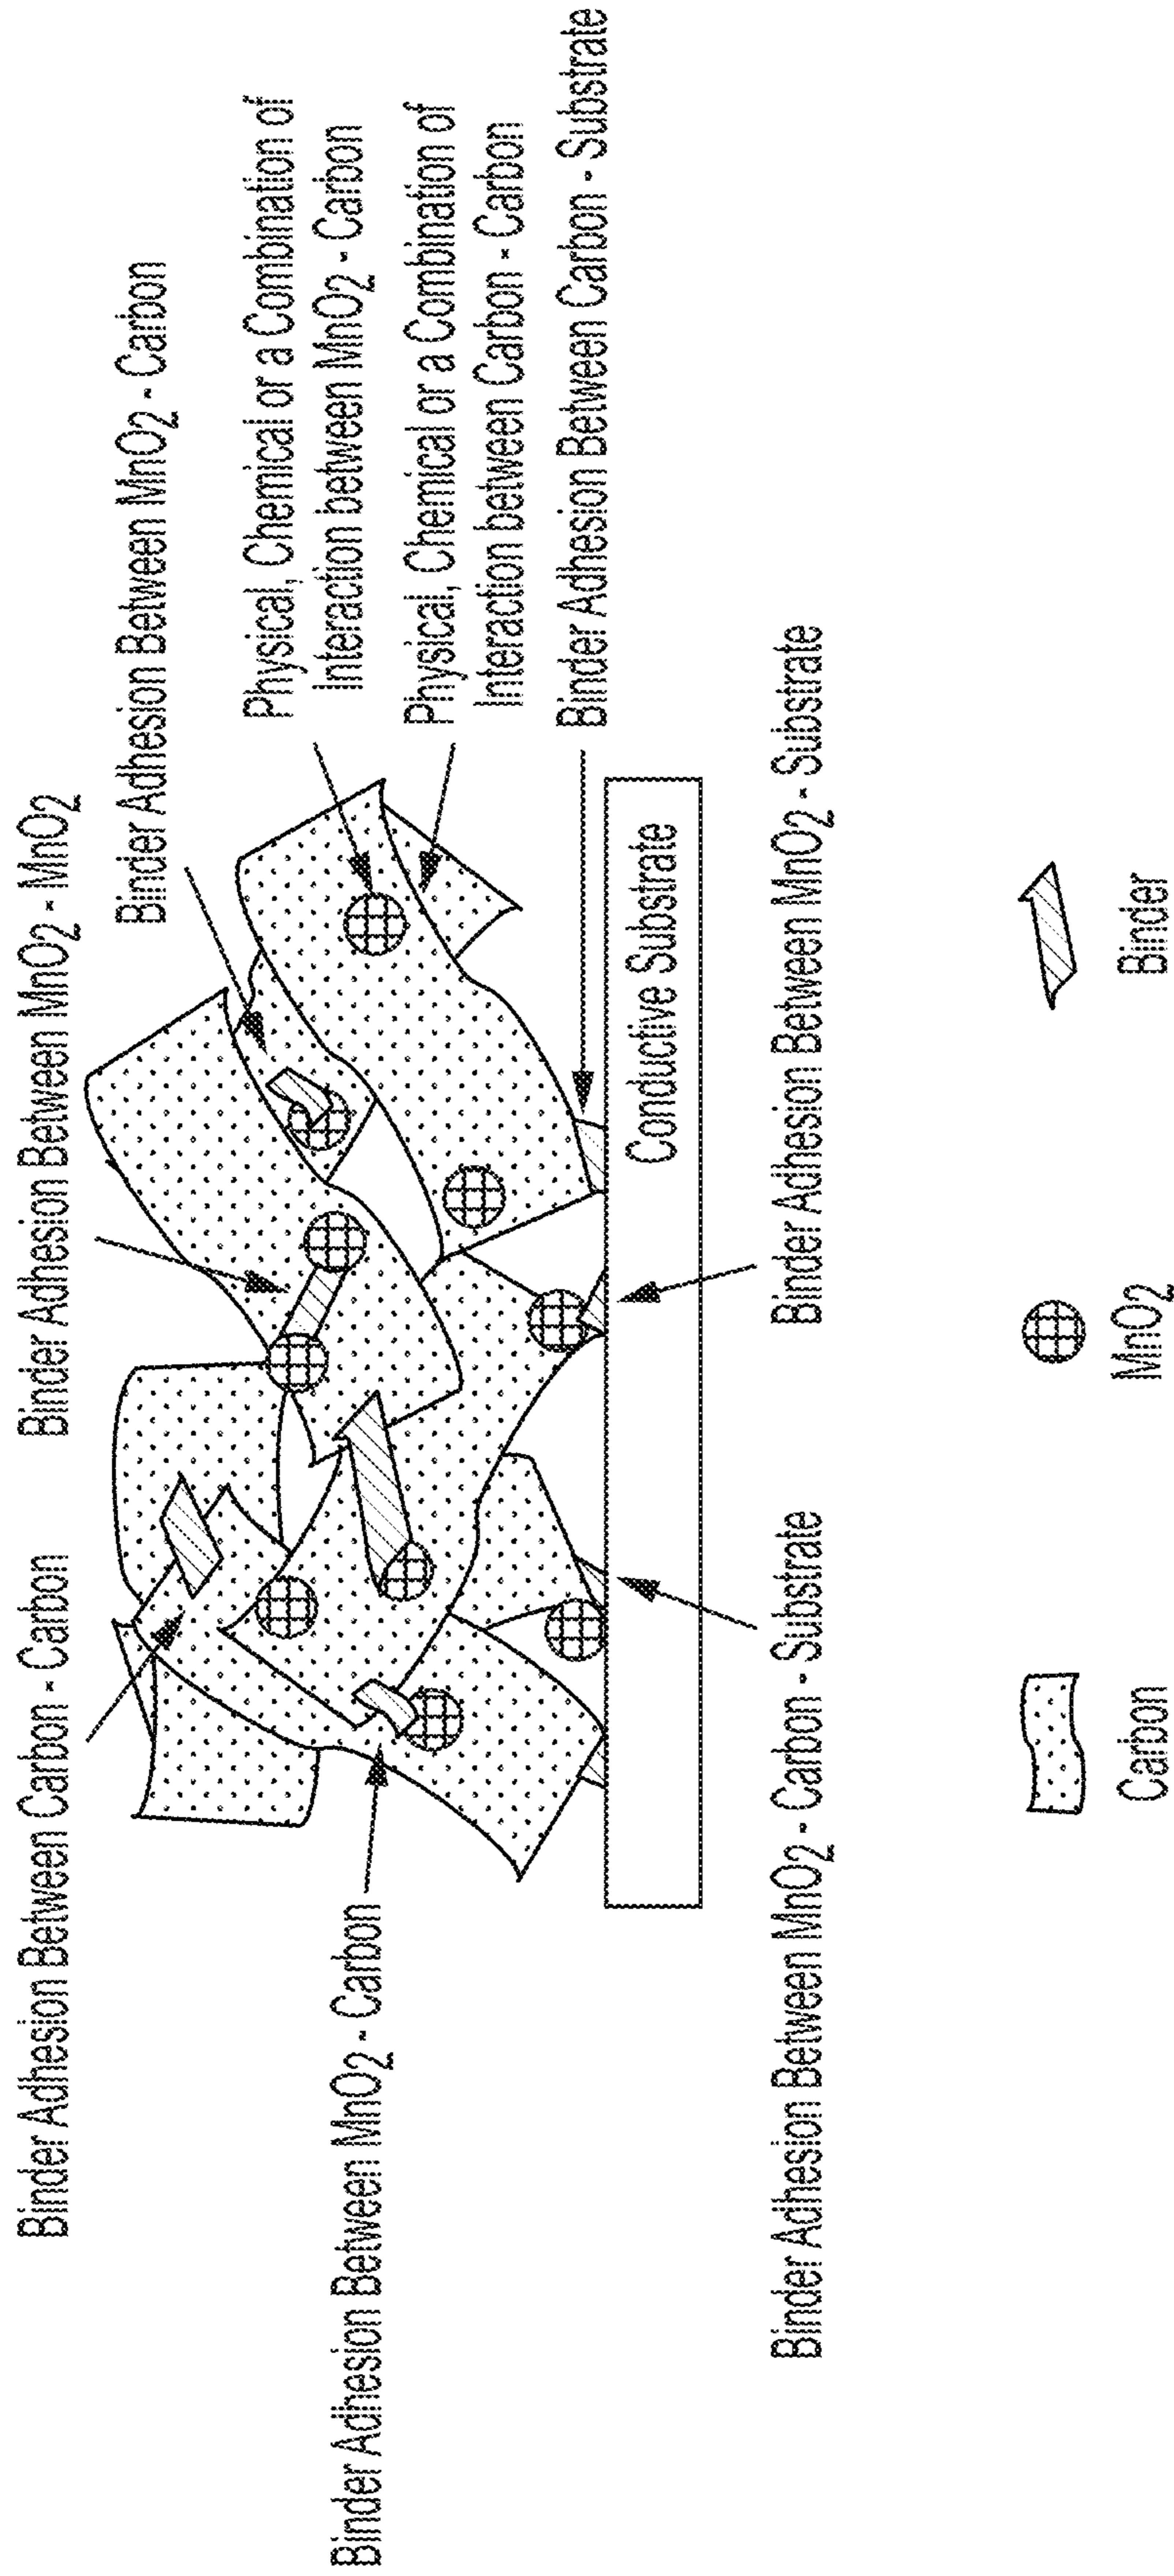 Binder Adhesion Between Carbon - Carbon
Binder Adhesion Between MnO2 - MnO2
Binder Adhesion Between MnO2 - Carbon
Physical, Chemical or a Combination of
Interaction between MnO2 - Carbon
Physical, Chemical or a Combination of
Interaction between Carbon - Carbon
Binder Adhesion Between Carbon - Substrate
Binder Adhesion Between MnO2 - Carbon
Conductive Substrate
Binder Adhesion Between MnO2 - Carbon - Substrate
Binder Adhesion Between MnO2 - Substrate
Carbon
MnO2
Binder